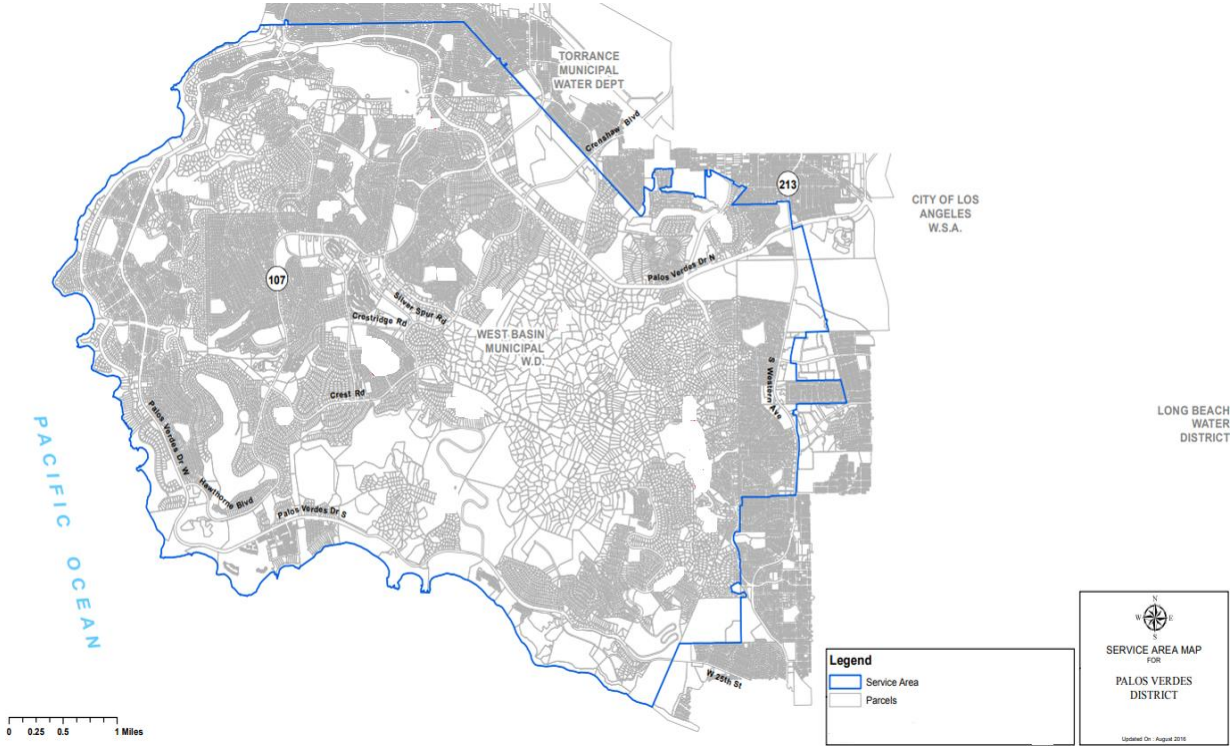 TORRANCE
MUNICIPAL
WATER DEPT
Crenshaw Blvd
213
CITY OF LOS
ANGELES
W.S.A.
Palos Verdes Dr N
107
Silver Spur Rd
Crestridge Rd
WEST BASIN
MUNICIPAL
W.D.
S Western Ave
Crest Rd
Palos Verdes Dr W
LONG BEACH
WATER
DISTRICT
PACIFIC OCEAN
Hawthorne Blvd
Palos Verdes Dr S
W 25th St
Legend
Service Area
Parcels
N
W E
S
SERVICE AREA MAP
FOR
PALOS VERDES
DISTRICT
Updated On : August 2016
0 0.25 0.5 1 Miles